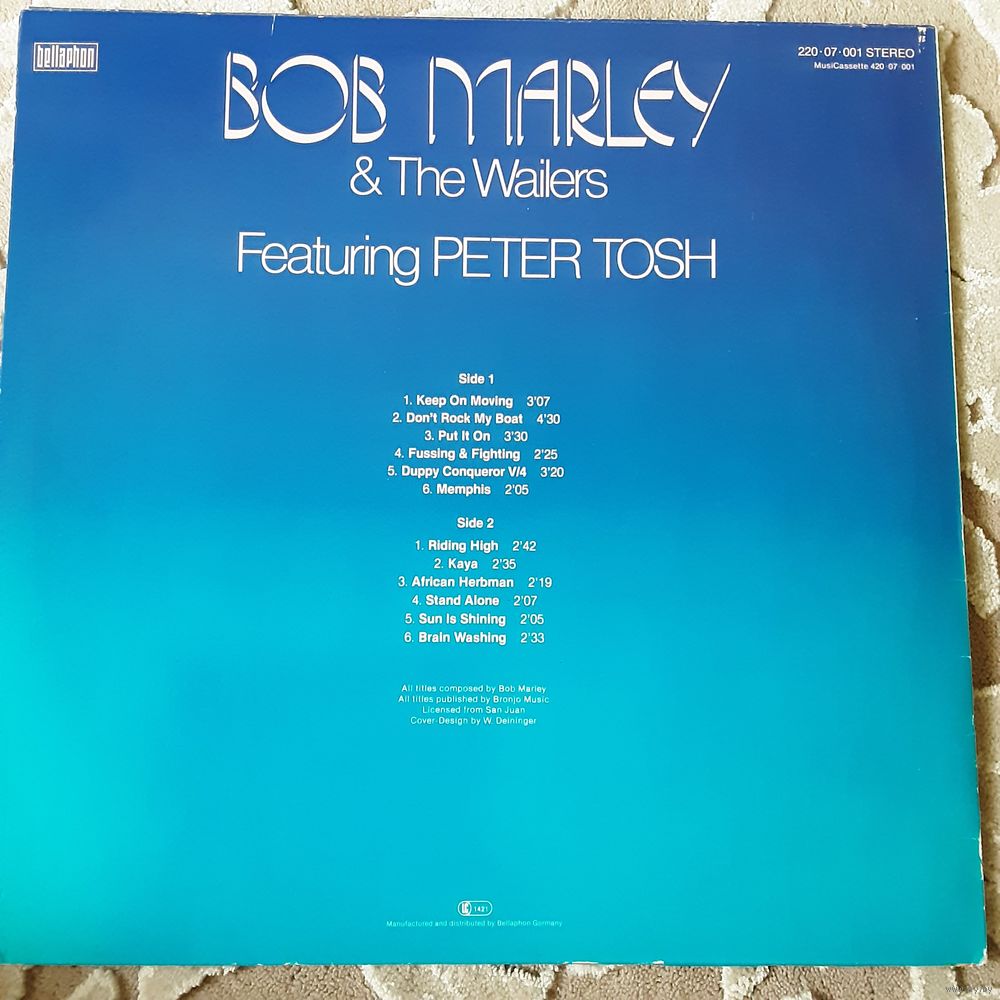 bellaphon
220·07·001 STEREO
MusiCassette 420·07·001
BOB MARLEY
& The Wailers
Featuring PETER TOSH
Side 1
1. Keep On Moving 3'07
2. Don't Rock My Boat 4'30
3. Put It On 3'30
4. Fussing & Fighting 2'25
5. Duppy Conqueror V/4 3'20
6. Memphis 2'05
Side 2
1. Riding High 2'42
2. Kaya 2'35
3. African Herbman 2'19
4. Stand Alone 2'07
5. Sun Is Shining 2'05
6. Brain Washing 2'33
All titles composed by Bob Marley
All titles published by Bronjo Music
Licensed from San Juan
Cover-Design by W. Deininger
LC 1421
Manufactured and distributed by Bellaphon Germany